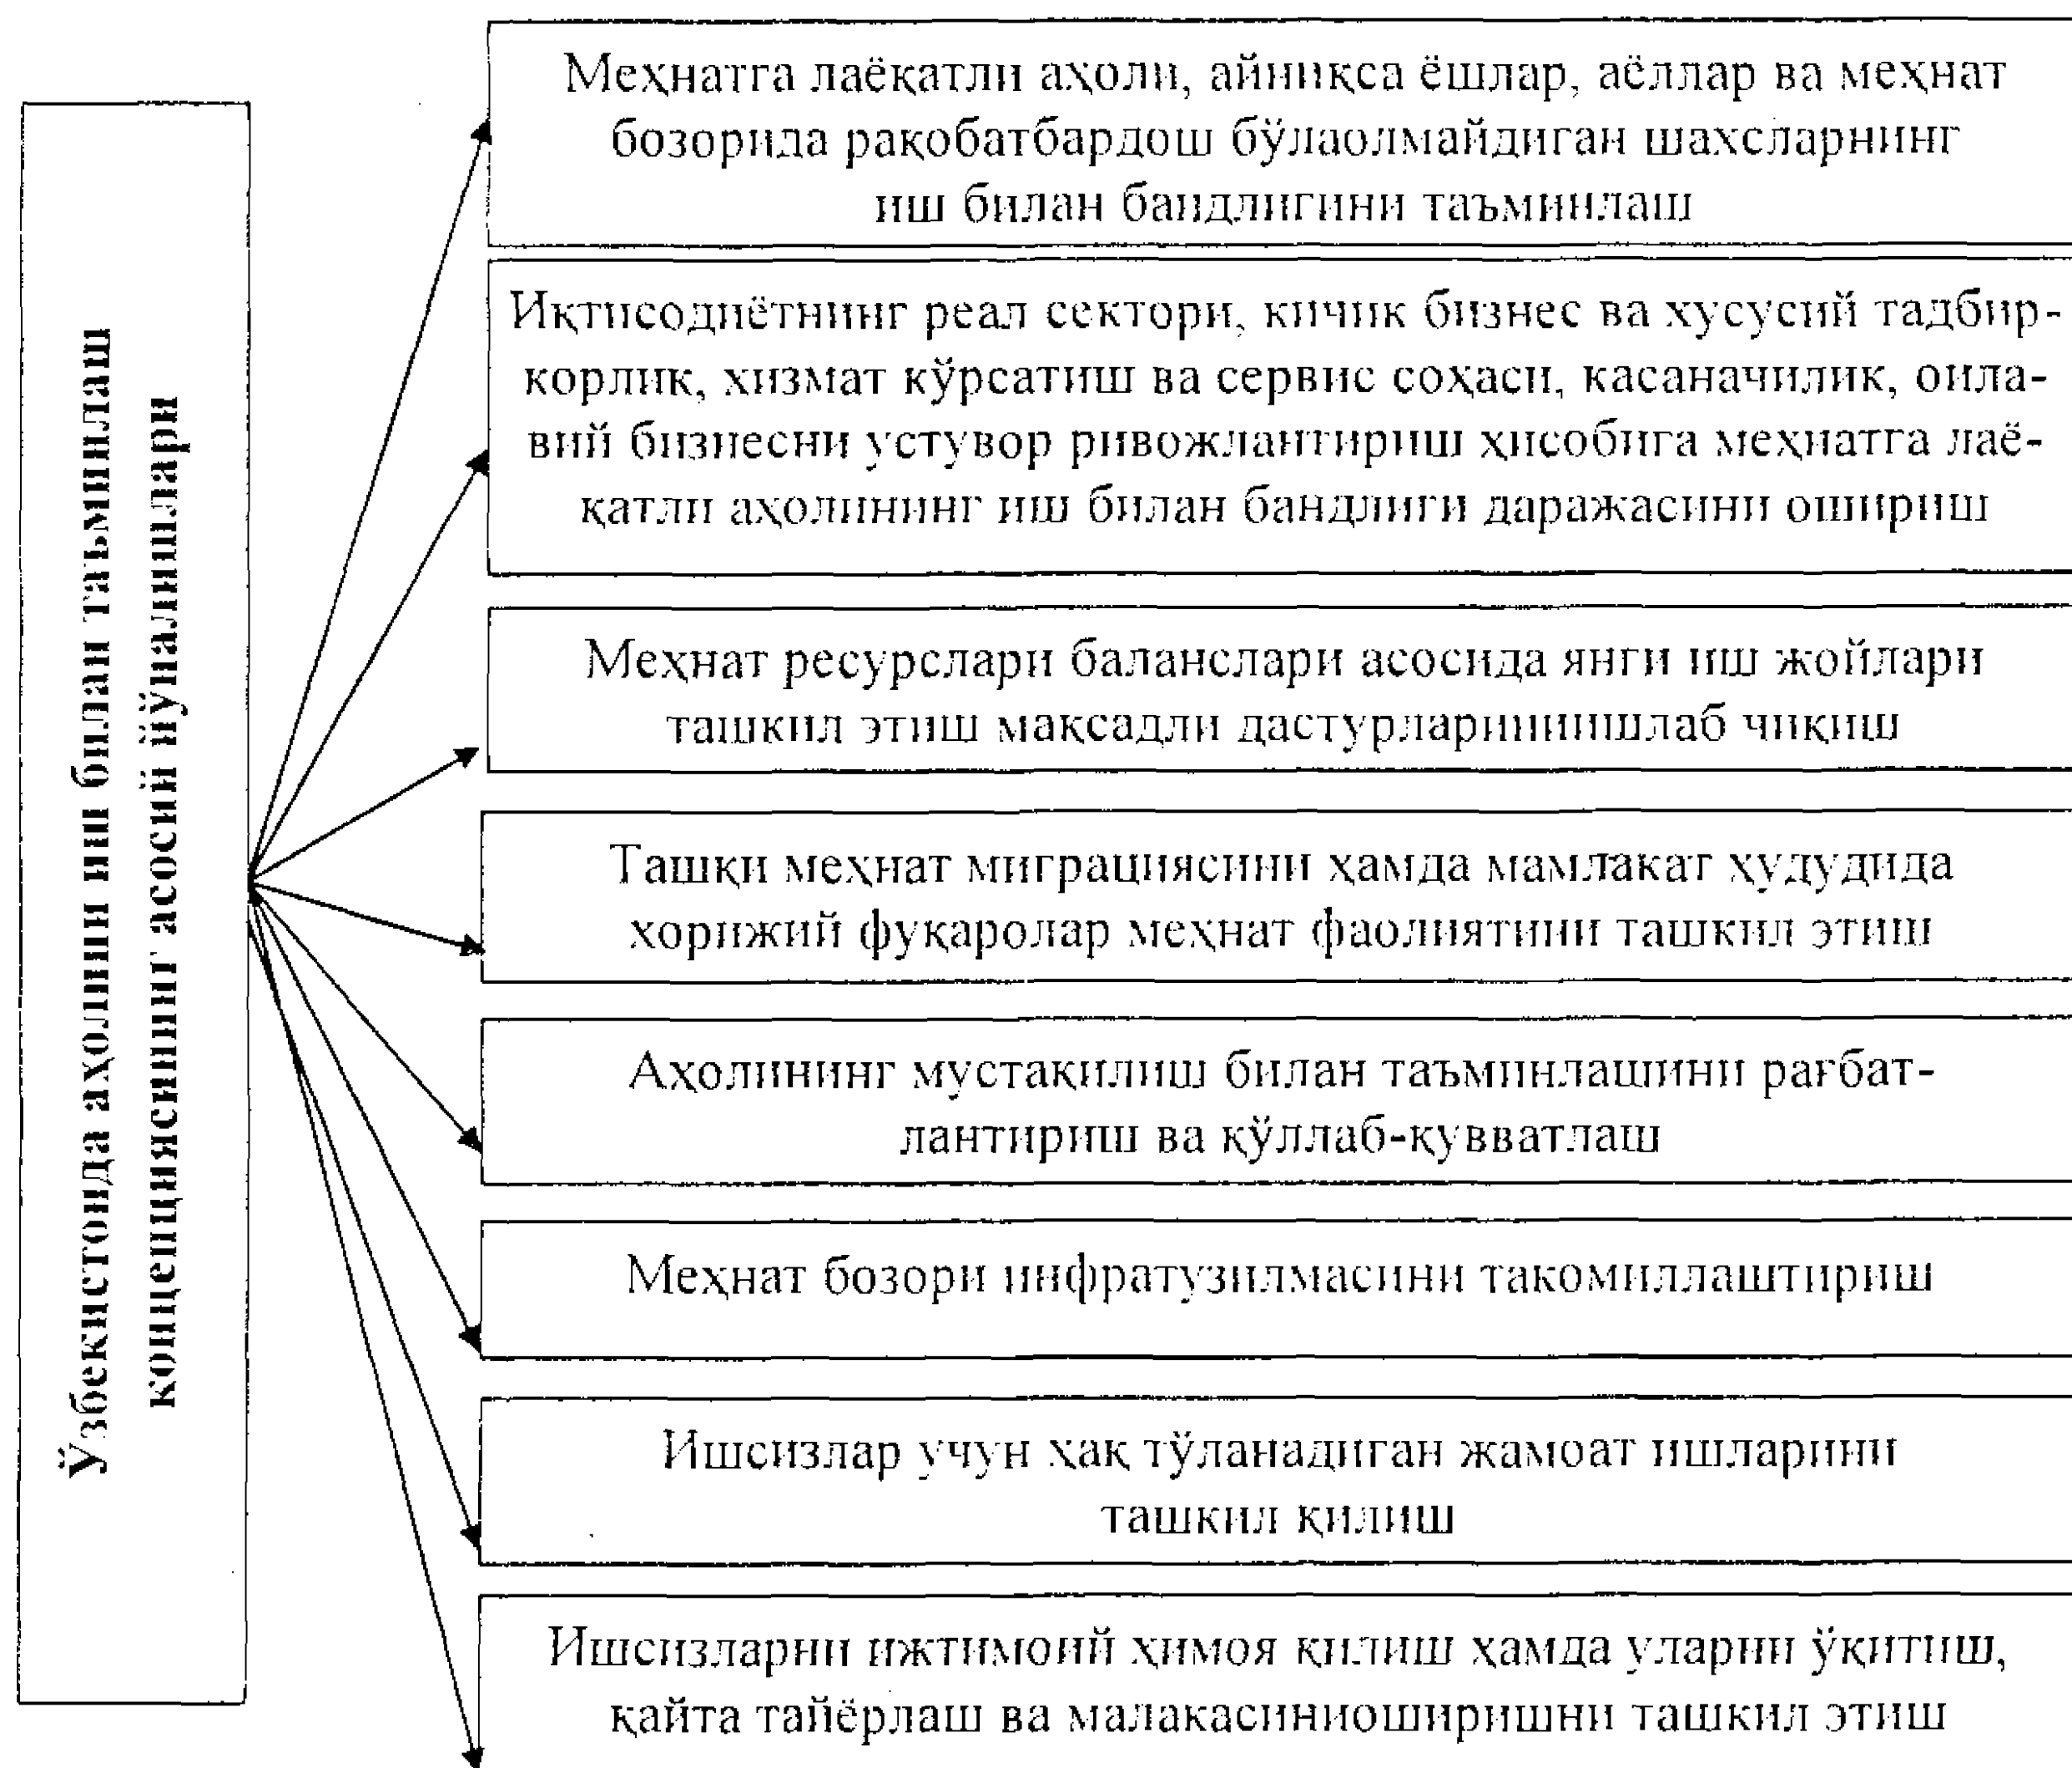 Ўзбекистонда аҳолини иш билан таъминлаш
концепциясининг асосий йўналишлари
Меҳнатга лаёқатли аҳоли, айниқса ёшлар, аёллар ва меҳнат
бозорида рақобатбардош бўлаолмайдиган шахсларнинг
иш билан бандлигини таъминлаш
Иқтисодиётнинг реал сектори, кичик бизнес ва хусусий тадбир-
корлик, хизмат кўрсатиш ва сервис соҳаси, касаначилик, оила-
вий бизнесни устувор ривожлантириш ҳисобига меҳнатга лаё-
қатли аҳолининг иш билан бандлиги даражасини ошириш
Меҳнат ресурслари баланслари асосида янги иш жойлари
ташкил этиш мақсадли дастурларинишлаб чиқиш
Ташқи меҳнат миграциясини ҳамда мамлакат ҳудудида
хорижий фуқаролар меҳнат фаолиятини ташкил этиш
Аҳолининг мустақилиш билан таъминлашини рағбат-
лантириш ва қўллаб-қувватлаш
Меҳнат бозори инфратузилмасини такомиллаштириш
Ишсизлар учун ҳақ тўланадиган жамоат ишларини
ташкил қилиш
Ишсизларни ижтимоий ҳимоя қилиш ҳамда уларни ўқитиш,
қайта тайёрлаш ва малакасиниоширишни ташкил этиш